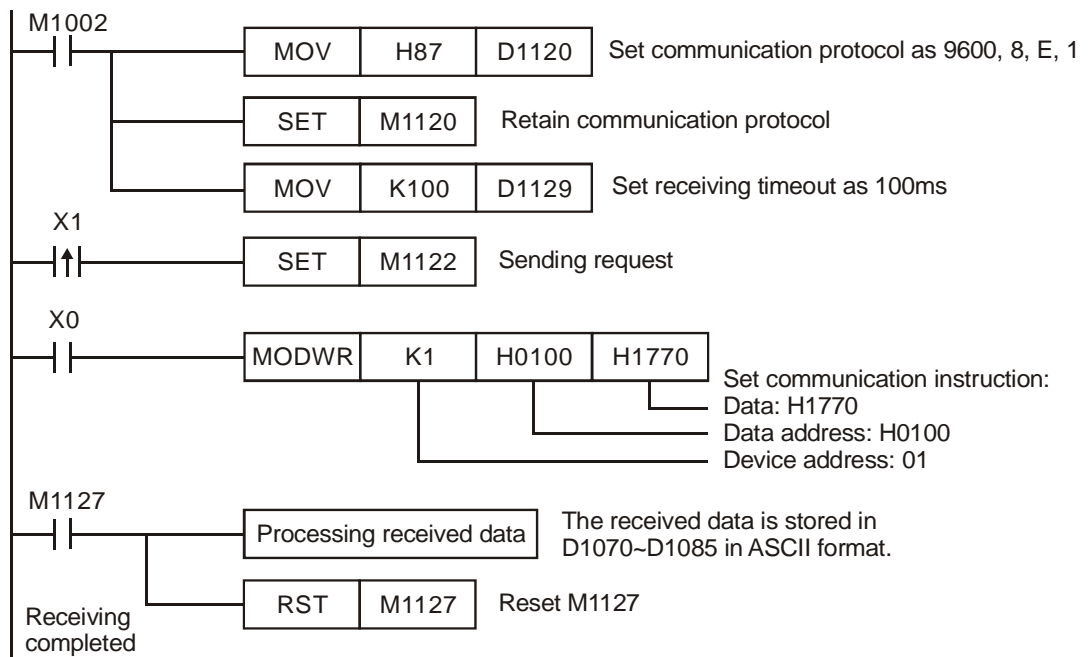 M1002
MOV H87 D1120 Set communication protocol as 9600, 8, E, 1
SET M1120 Retain communication protocol
MOV K100 D1129 Set receiving timeout as 100ms
X1
SET M1122 Sending request
X0
MODWR K1 H0100 H1770
Set communication instruction:
Data: H1770
Data address: H0100
Device address: 01
M1127
Processing received data
The received data is stored in
D1070~D1085 in ASCII format.
RST M1127 Reset M1127
Receiving
completed